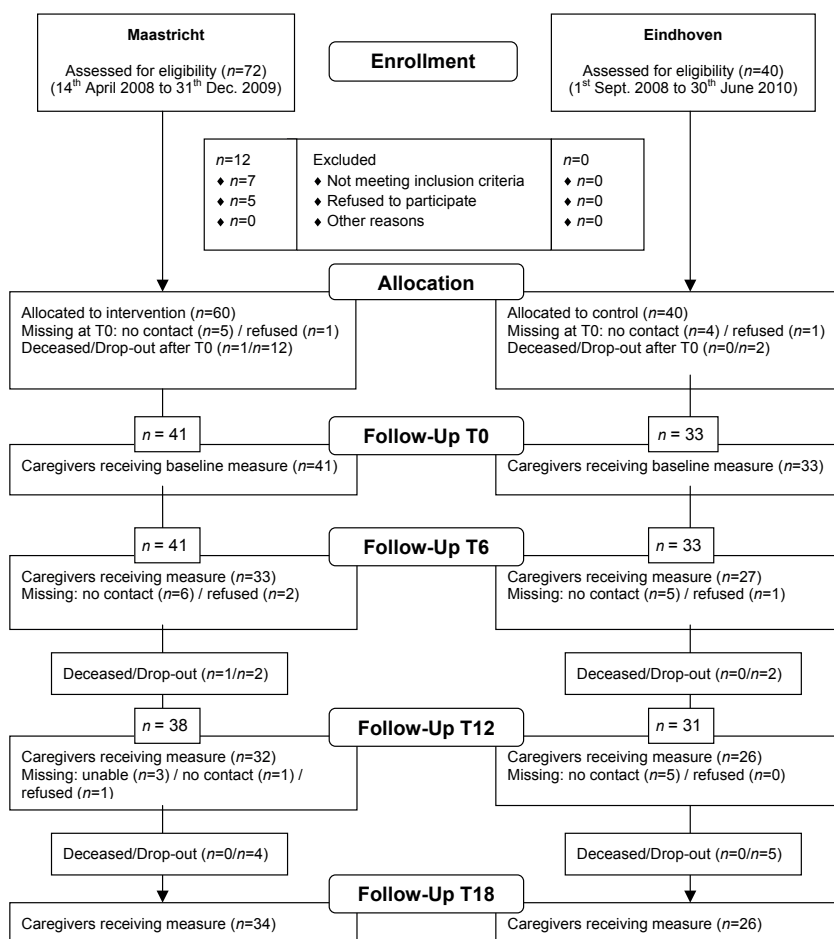 Maastricht
Assessed for eligibility (n=72)
(14th April 2008 to 31th Dec. 2009)
Enrollment
Eindhoven
Assessed for eligibility (n=40)
(1st Sept. 2008 to 30th June 2010)
n=12
♦ n=7
♦ n=5
♦ n=0
Excluded
♦ Not meeting inclusion criteria
♦ Refused to participate
♦ Other reasons
n=0
♦ n=0
♦ n=0
♦ n=0
Allocation
Allocated to intervention (n=60)
Missing at T0: no contact (n=5) / refused (n=1)
Deceased/Drop-out after T0 (n=1/n=12)
Allocated to control (n=40)
Missing at T0: no contact (n=4) / refused (n=1)
Deceased/Drop-out after T0 (n=0/n=2)
n = 41
Follow-Up T0
n = 33
Caregivers receiving baseline measure (n=41)
Caregivers receiving baseline measure (n=33)
n = 41
Follow-Up T6
n = 33
Caregivers receiving measure (n=33)
Missing: no contact (n=6) / refused (n=2)
Caregivers receiving measure (n=27)
Missing: no contact (n=5) / refused (n=1)
Deceased/Drop-out (n=1/n=2)
Deceased/Drop-out (n=0/n=2)
n = 38
Follow-Up T12
n = 31
Caregivers receiving measure (n=32)
Missing: unable (n=3) / no contact (n=1) /
refused (n=1)
Caregivers receiving measure (n=26)
Missing: no contact (n=5) / refused (n=0)
Deceased/Drop-out (n=0/n=4)
Deceased/Drop-out (n=0/n=5)
Follow-Up T18
Caregivers receiving measure (n=34)
Caregivers receiving measure (n=26)